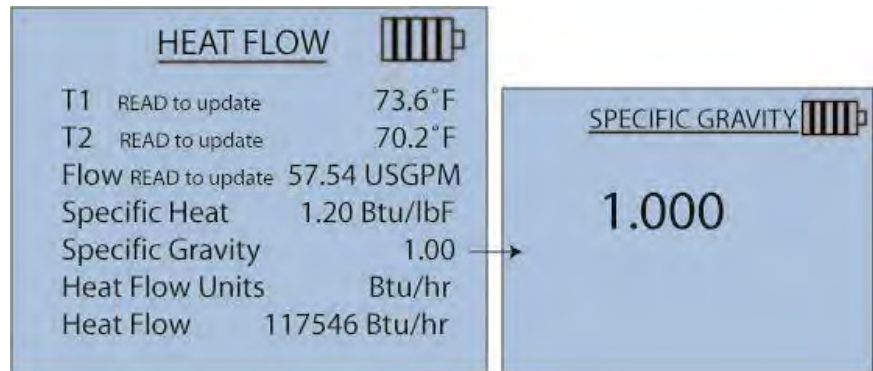 HEAT FLOW
T1 READ to update 73.6°F
T2 READ to update 70.2°F
Flow READ to update 57.54 USGPM
Specific Heat 1.20 Btu/lbF
Specific Gravity 1.00
Heat Flow Units Btu/hr
Heat Flow 117546 Btu/hr
SPECIFIC GRAVITY
1.000